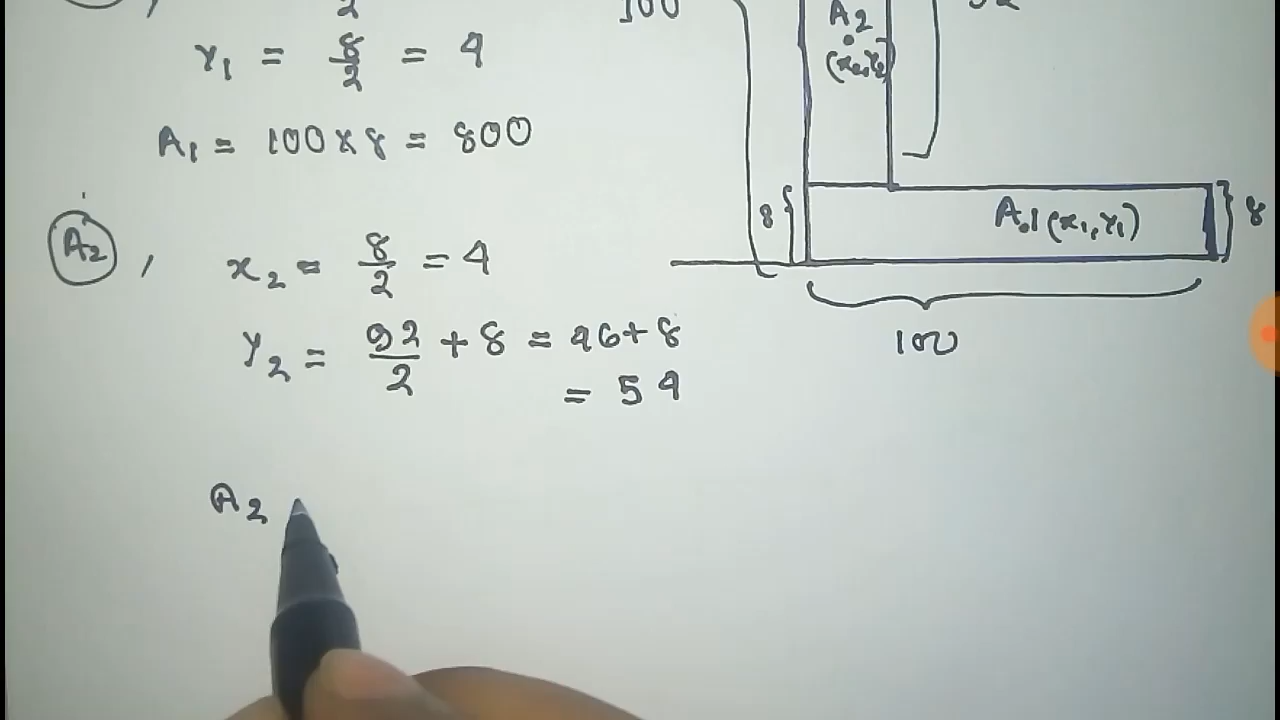 2
Y1 = 8/2 = 4
A1 = 100 x 8 = 800
A2, x2 = 8/2 = 4
Y2 = 92/2 + 8 = 46 + 8
= 54
A2
100
A2
(x2, Y2)
8
A1 (x1, Y1)
8
100